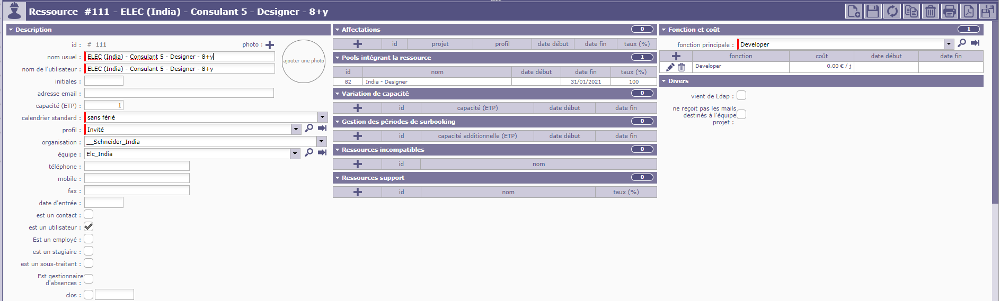 Ressource #111 - ELEC (India) - Consulant 5 - Designer - 8+y
Description
id : # 111 photo :
nom usuel : ELEC (India) - Consulant 5 - Designer - 8+y
ajouter une photo
nom de l'utilisateur : ELEC (India) - Consulant 5 - Designer - 8+y
initiales :
adresse email :
capacité (ETP) : 1
calendrier standard : sans férié
profil : Invité
organisation : __Schneider_India
équipe : Elc_India
téléphone :
mobile :
fax :
date d'entrée :
est un contact :
est un utilisateur :
Est un employé :
est un stagiaire :
est un sous-traitant :
Est gestionnaire
d'absences :
clos :
Affectations 0
id projet profil date début date fin taux (%)
Pools intégrant la ressource 1
id nom date début date fin taux (%)
82 India - Designer 31/01/2021 100
Variation de capacité 0
id capacité (ETP) date début date fin
Gestion des périodes de surbooking 0
id capacité additionnelle (ETP) date début date fin
Ressources incompatibles 0
id nom
Ressources support 0
id nom taux (%)
Fonction et coût 1
fonction principale : Developer
fonction coût date début date fin
Developer 0,00 € / j
Divers
vient de Ldap :
ne reçoit pas les mails
destinés à l'équipe
projet :